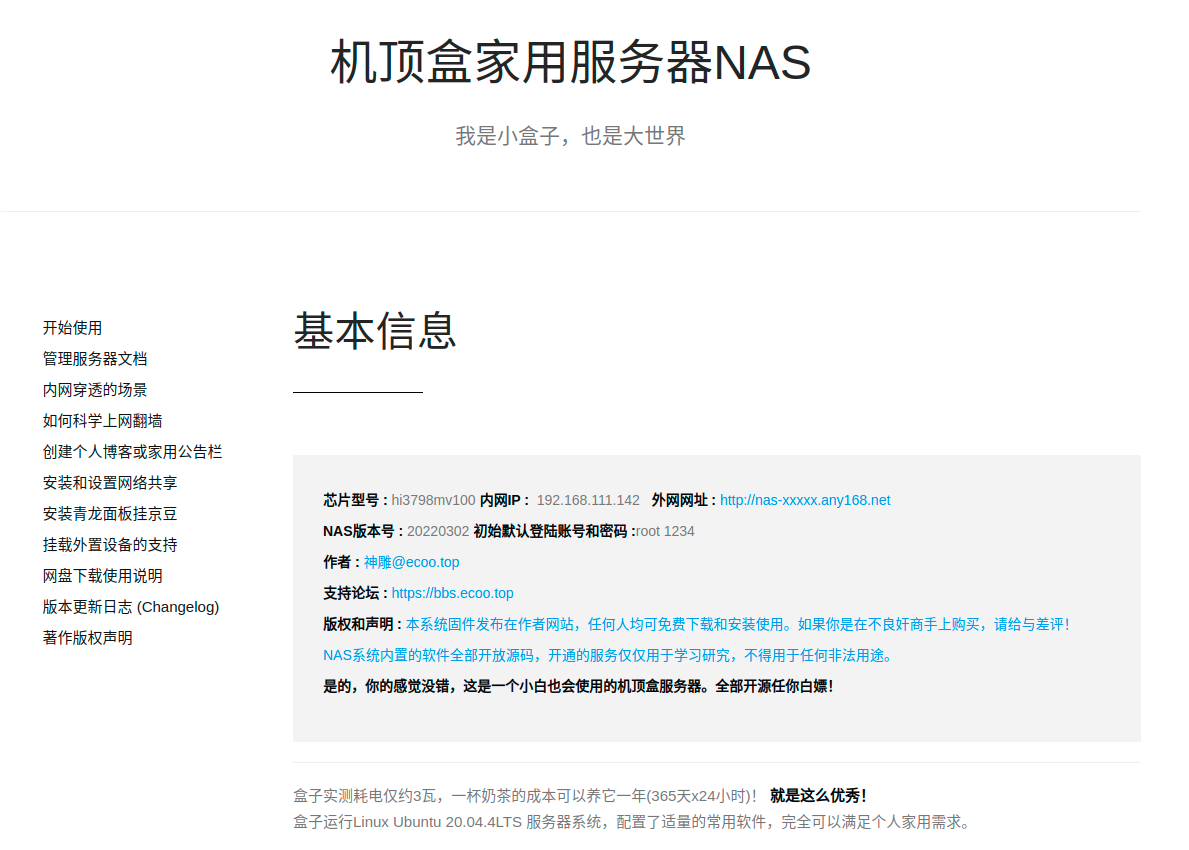 机顶盒家用服务器NAS
我是小盒子，也是大世界
开始使用
管理服务器文档
内网穿透的场景
如何科学上网翻墙
创建个人博客或家用公告栏
安装和设置网络共享
安装青龙面板挂京豆
挂载外置设备的支持
网盘下载使用说明
版本更新日志 (Changelog)
著作版权声明
基本信息
芯片型号 : hi3798mv100 内网IP : 192.168.111.142 外网网址 : http://nas-xxxxx.any168.net
NAS版本号 : 20220302 初始默认登陆账号和密码 :root 1234
作者 : 神雕@ecoo.top
支持论坛 : https://bbs.ecoo.top
版权和声明 : 本系统固件发布在作者网站，任何人均可免费下载和安装使用。如果你是在不良奸商手上购买，请给与差评！
NAS系统内置的软件全部开放源码，开通的服务仅仅用于学习研究，不得用于任何非法用途。
是的，你的感觉没错，这是一个小白也会使用的机顶盒服务器。全部开源任你白嫖！
盒子实测耗电仅约3瓦，一杯奶茶的成本可以养它一年(365天x24小时)！ 就是这么优秀！
盒子运行Linux Ubuntu 20.04.4LTS 服务器系统，配置了适量的常用软件，完全可以满足个人家用需求。